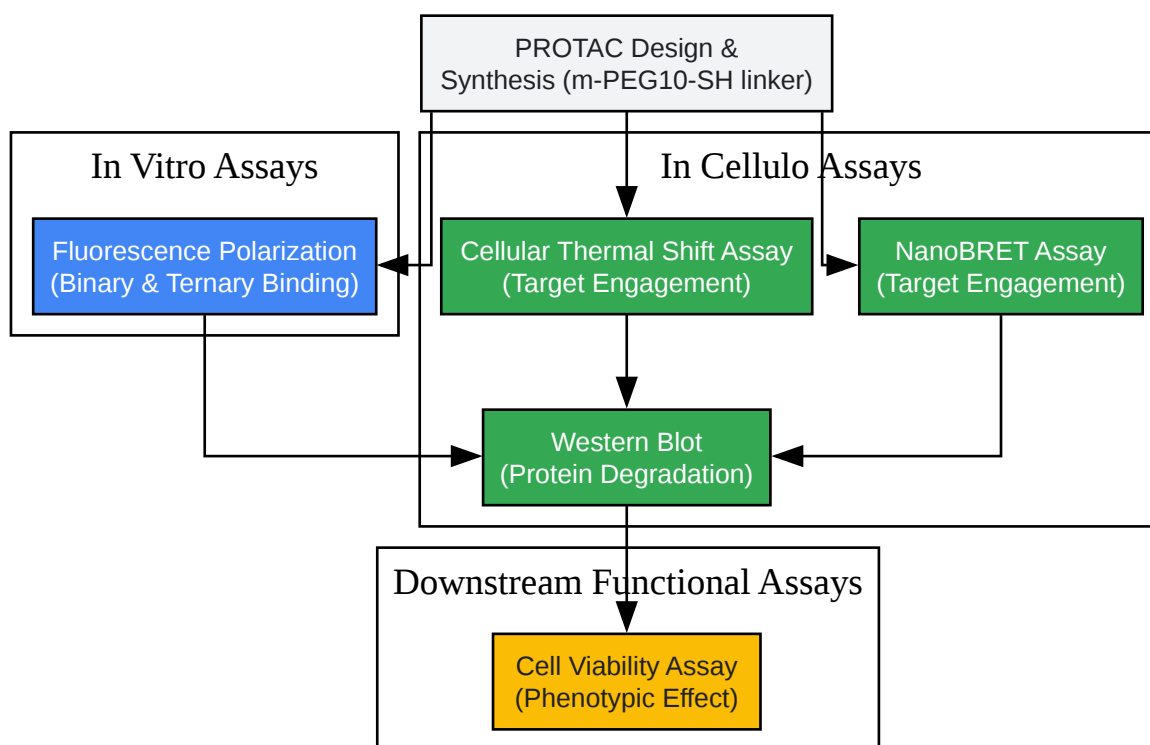 PROTAC Design &
Synthesis (m-PEG10-SH linker)
In Vitro Assays
In Cellulo Assays
Fluorescence Polarization
(Binary & Ternary Binding)
Cellular Thermal Shift Assay
(Target Engagement)
NanoBRET Assay
(Target Engagement)
Western Blot
(Protein Degradation)
Downstream Functional Assays
Cell Viability Assay
(Phenotypic Effect)